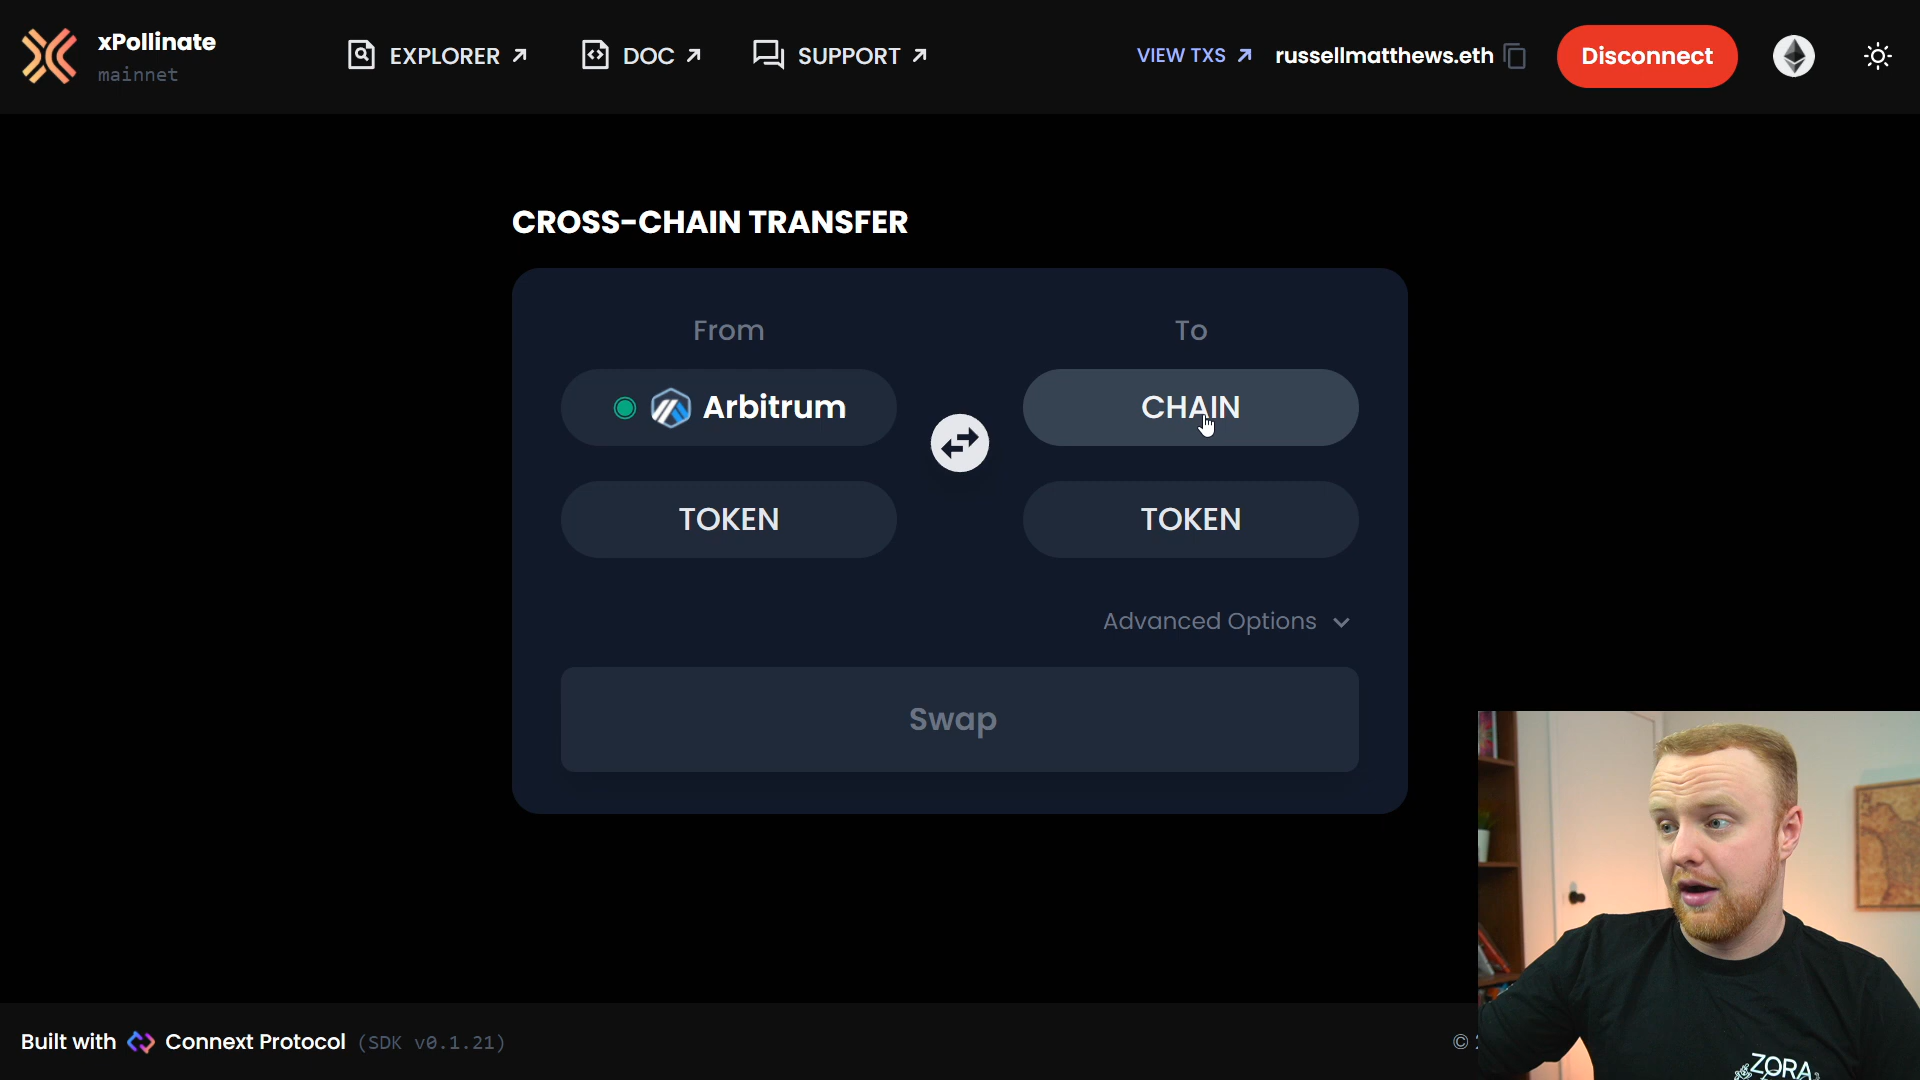 xPollinate
mainnet
EXPLORER
DOC
SUPPORT
VIEW TXS
russellmatthews.eth
Disconnect
CROSS-CHAIN TRANSFER
From
To
Arbitrum
CHAIN
TOKEN
TOKEN
Advanced Options
Swap
Built with Connext Protocol (SDK v0.1.21)
©
ZORA